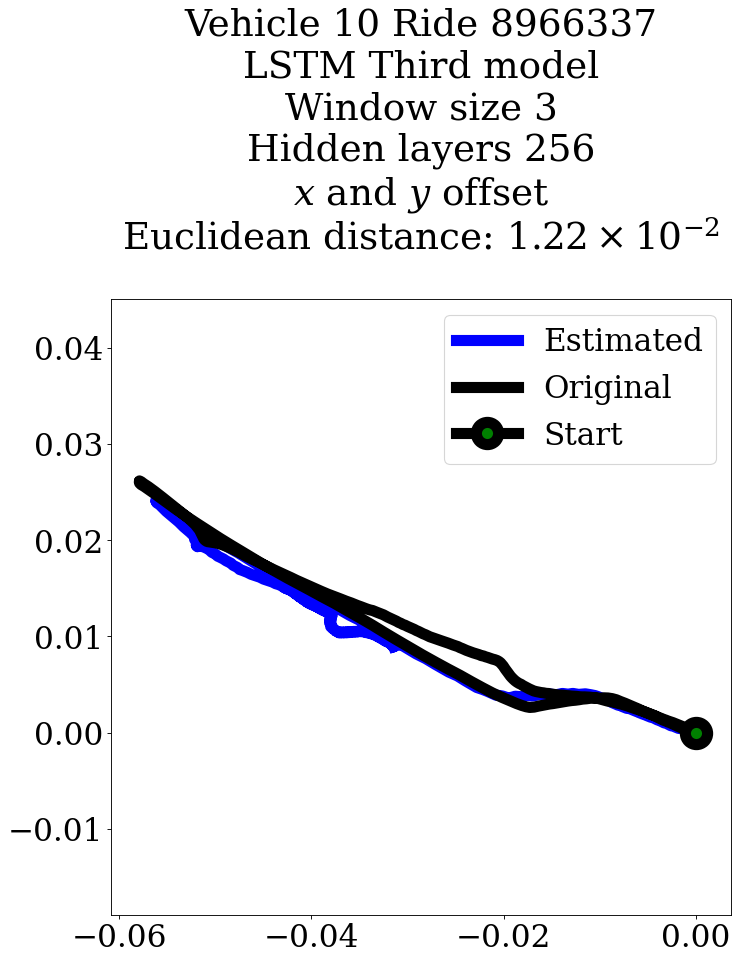 Vehicle 10 Ride 8966337
LSTM Third model
Window size 3
Hidden layers 256
x and y offset
Euclidean distance: 1.22 × 10⁻²
Estimated
Original
Start
0.04
0.03
0.02
0.01
0.00
−0.01
−0.06
−0.04
−0.02
0.00